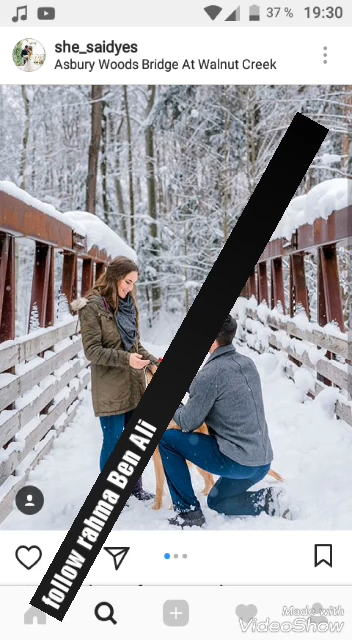 37 % 19:30
she_saidyes
Asbury Woods Bridge At Walnut Creek
follow rahma Ben Ali
Made with
VideoShow